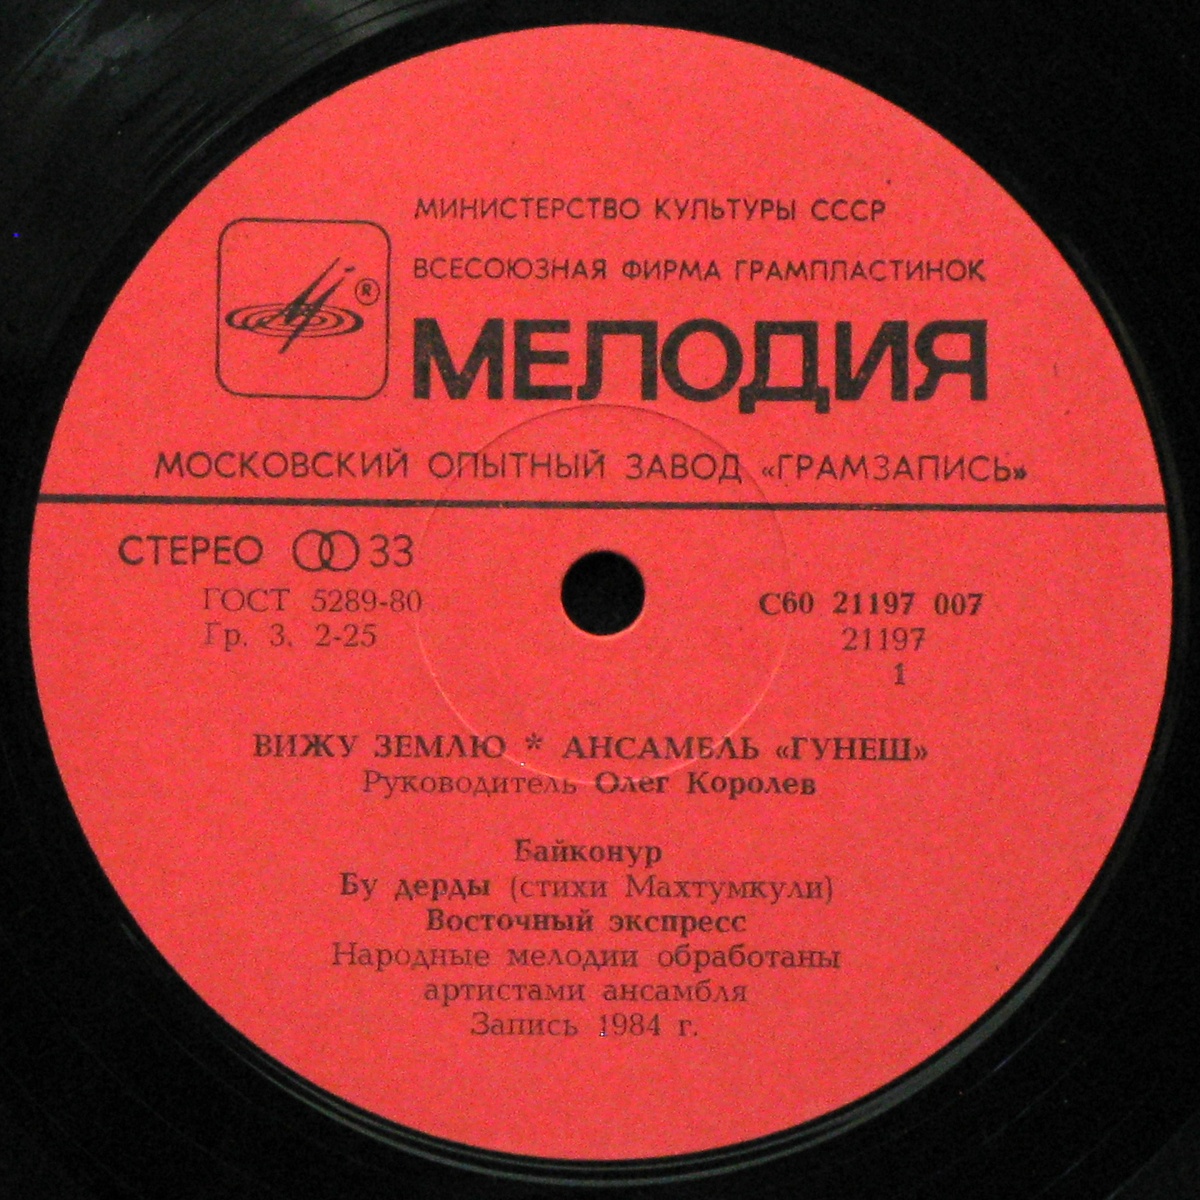 МИНИСТЕРСТВО КУЛЬТУРЫ СССР
ВСЕСОЮЗНАЯ ФИРМА ГРАМПЛАСТИНОК
®
МЕЛОДИЯ
МОСКОВСКИЙ ОПЫТНЫЙ ЗАВОД «ГРАМЗАПИСЬ»
СТЕРЕО 33
ГОСТ 5289-80
Гр. 3. 2-25
С60 21197 007
21197
1
ВИЖУ ЗЕМЛЮ * АНСАМБЛЬ «ГУНЕШ»
Руководитель Олег Королев
Байконур
Бу дерды (стихи Махтумкули)
Восточный экспресс
Народные мелодии обработаны
артистами ансамбля
Запись 1984 г.